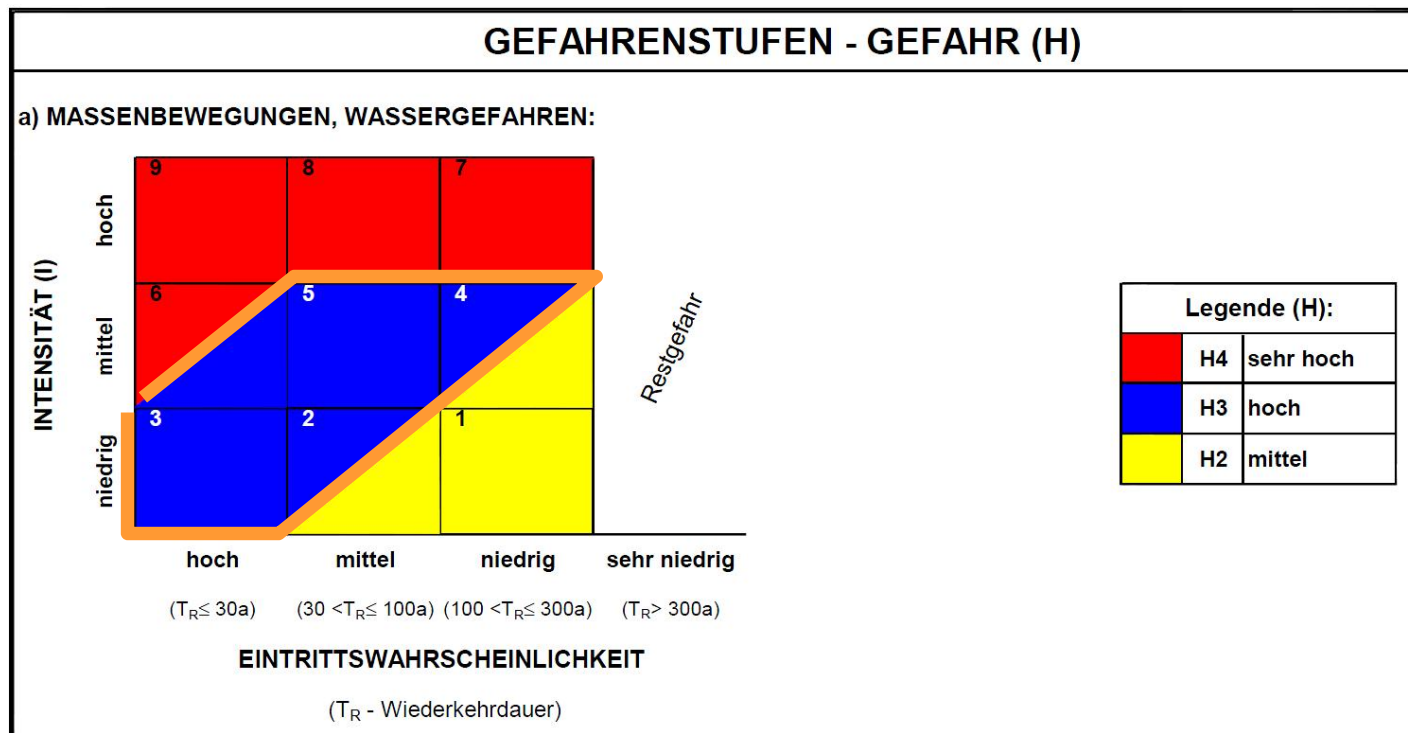 GEFAHRENSTUFEN - GEFAHR (H)
a) MASSENBEWEGUNGEN, WASSERGEFAHREN:
INTENSITÄT (I)
hoch
mittel
niedrig
9
8
7
6
5
4
3
2
1
Restgefahr
Legende (H):
H4 sehr hoch
H3 hoch
H2 mittel
hoch mittel niedrig sehr niedrig
(TR≤ 30a) (30 <TR≤ 100a) (100 <TR≤ 300a) (TR> 300a)
EINTRITTSWAHRSCHEINLICHKEIT
(TR - Wiederkehrdauer)